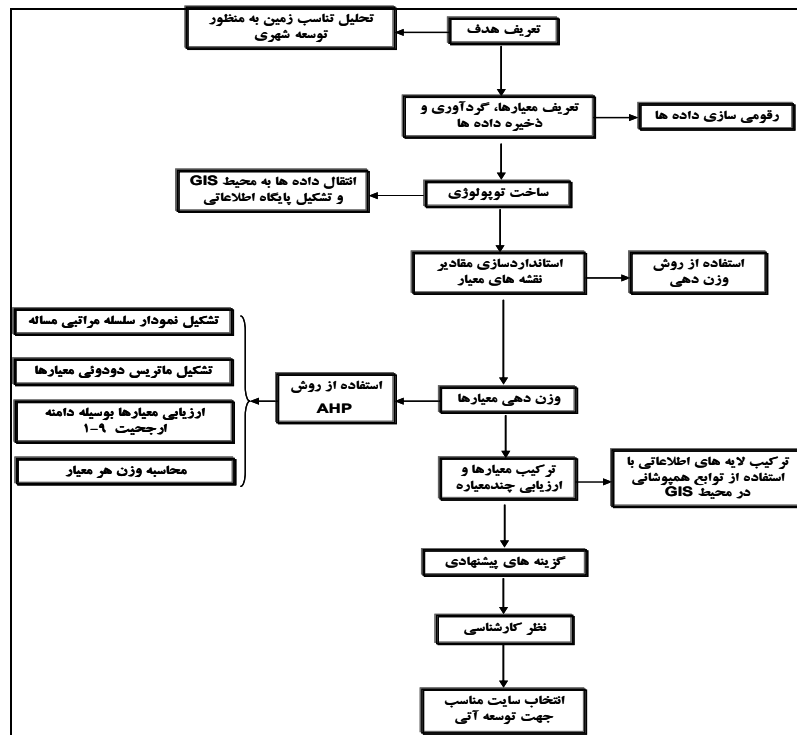 تعریف هدف
تحلیل تناسب زمین به منظور
توسعه شهری
تعریف معیارها، گردآوری و
ذخیره داده ها
رقومی سازی داده ها
ساخت توپولوژی
انتقال داده ها به محیط GIS
و تشکیل پایگاه اطلاعاتی
استانداردسازی مقادیر
نقشه های معیار
استفاده از روش
وزن دهی
وزن دهی معیارها
استفاده از روش
AHP
تشکیل نمودار سلسله مراتبی مساله
تشکیل ماتریس دودوئی معیارها
ارزیابی معیارها بوسیله دامنه
ارجحیت ۹-۱
محاسبه وزن هر معیار
ترکیب معیارها و
ارزیابی چندمعیاره
ترکیب لایه های اطلاعاتی با
استفاده از توابع همپوشانی
در محیط GIS
گزینه های پیشنهادی
نظر کارشناسی
انتخاب سایت مناسب
جهت توسعه آتی